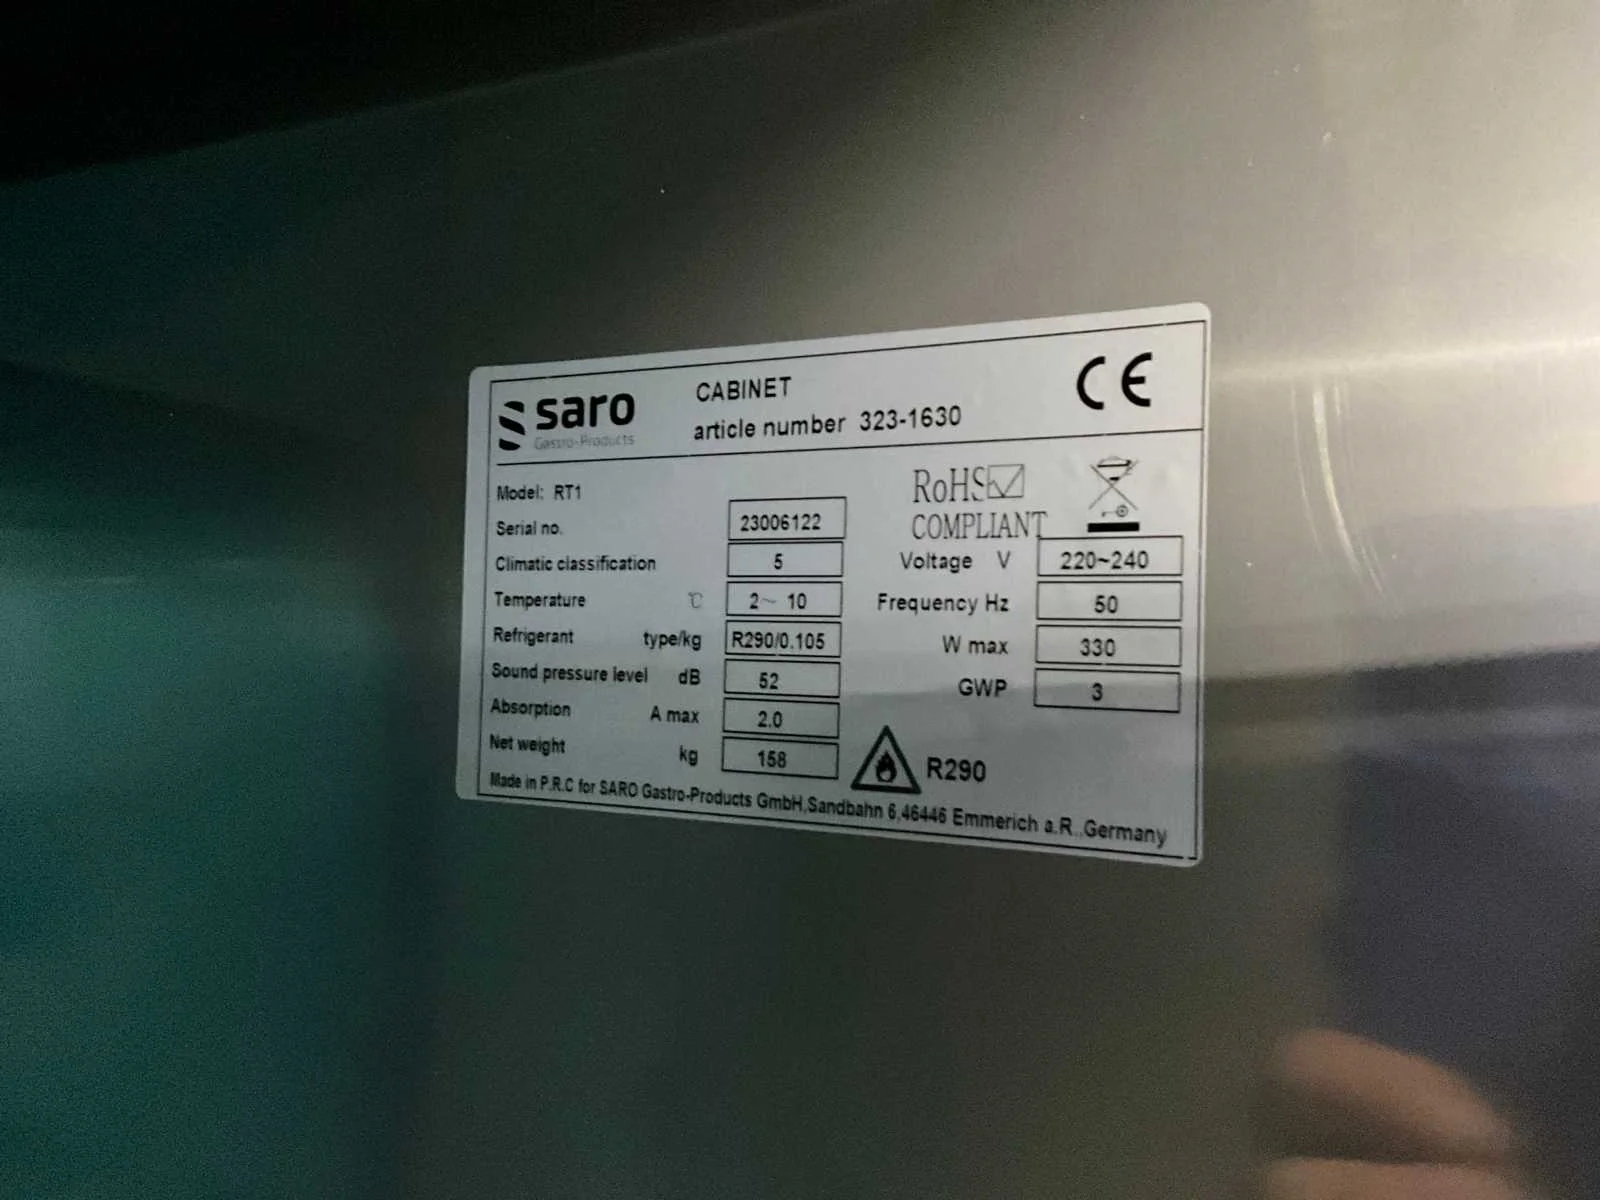 saro
Gastro-Products
CABINET
article number 323-1630
CE
Model: RT1
Serial no. 23006122
Climatic classification 5
Temperature ℃ 2~10
Refrigerant type/kg R290/0.105
Sound pressure level dB 52
Absorption A max 2.0
Net weight kg 158
RoHS
COMPLIANT
Voltage V 220~240
Frequency Hz 50
W max 330
GWP 3
R290
Made in P.R.C for SARO Gastro-Products GmbH,Sandbahn 6,46446 Emmerich a.R.,Germany